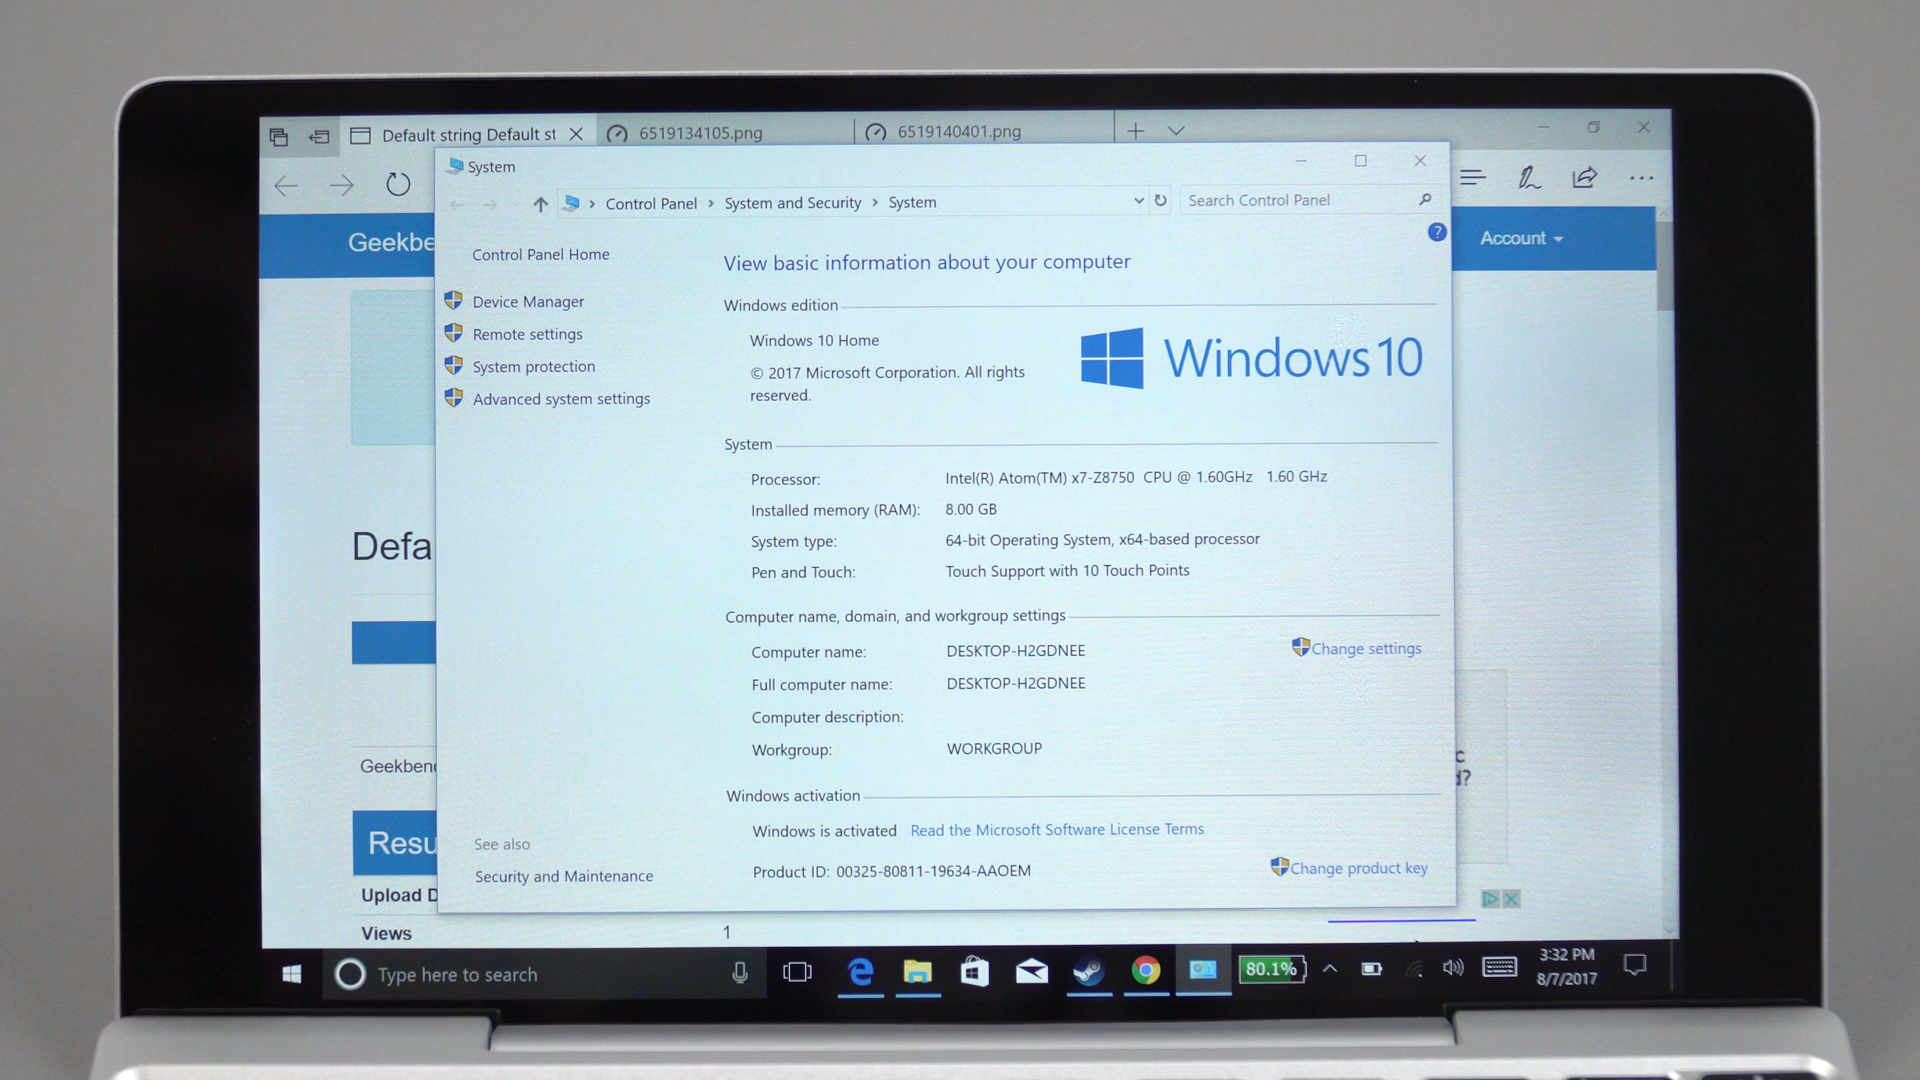 Default string Default st
6519134105.png
6519140401.png
System
Control Panel > System and Security > System
Search Control Panel
?
Geekbe
Account
Control Panel Home
View basic information about your computer
Device Manager
Remote settings
System protection
Advanced system settings
Windows edition
Windows 10 Home
© 2017 Microsoft Corporation. All rights
reserved.
Windows 10
System
Processor: Intel(R) Atom(TM) x7-Z8750 CPU @ 1.60GHz 1.60 GHz
Installed memory (RAM): 8.00 GB
System type: 64-bit Operating System, x64-based processor
Pen and Touch: Touch Support with 10 Touch Points
Defa
Computer name, domain, and workgroup settings
Computer name: DESKTOP-H2GDNEE
Change settings
Full computer name: DESKTOP-H2GDNEE
Computer description:
Workgroup: WORKGROUP
c
d?
Geekben
Windows activation
Windows is activated Read the Microsoft Software License Terms
Product ID: 00325-80811-19634-AAOEM
Change product key
See also
Security and Maintenance
Resu
Upload D
Views 1
Type here to search
80.1%
3:32 PM
8/7/2017